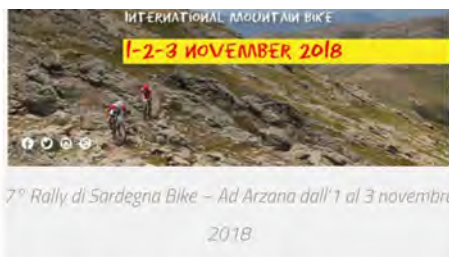 INTERNATIONAL MOUNTAIN BIKE
1-2-3 NOVEMBER 2018
7° Rally di Sardegna Bike – Ad Arzana dall'1 al 3 novembre
2018